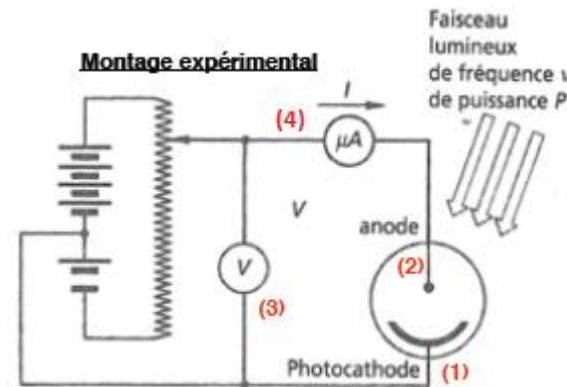 Montage expérimental
Faisceau
lumineux
de fréquence ν
de puissance P
I
(4)
µA
V
anode
(2)
V
(3)
Photocathode
(1)